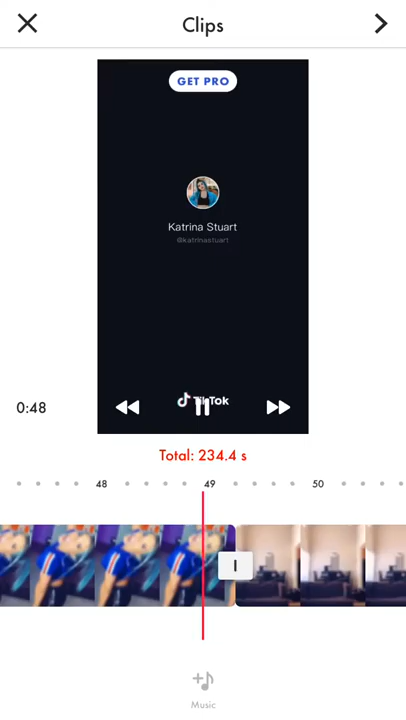 Clips
GET PRO
Katrina Stuart
@katrinastuart
TikTok
0:48
Total: 234.4 s
48 49 50
Music